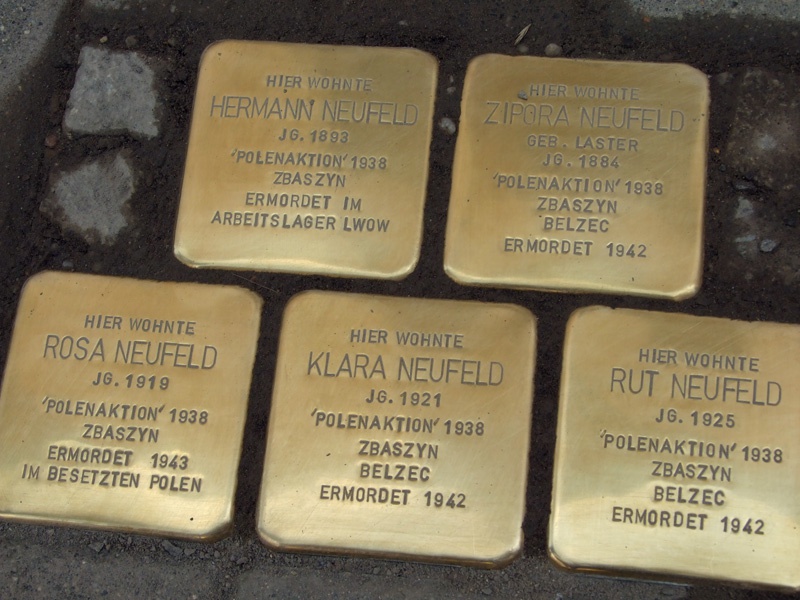 HIER WOHNTE
HERMANN NEUFELD
JG. 1893
'POLENAKTION' 1938
ZBASZYN
ERMORDET IM
ARBEITSLAGER LWOW
HIER WOHNTE
ZIPORA NEUFELD
GEB. LASTER
JG. 1884
'POLENAKTION' 1938
ZBASZYN
BELZEC
ERMORDET 1942
HIER WOHNTE
ROSA NEUFELD
JG. 1919
'POLENAKTION' 1938
ZBASZYN
ERMORDET 1943
IM BESETZTEN POLEN
HIER WOHNTE
KLARA NEUFELD
JG. 1921
'POLENAKTION' 1938
ZBASZYN
BELZEC
ERMORDET 1942
HIER WOHNTE
RUT NEUFELD
JG. 1925
'POLENAKTION' 1938
ZBASZYN
BELZEC
ERMORDET 1942